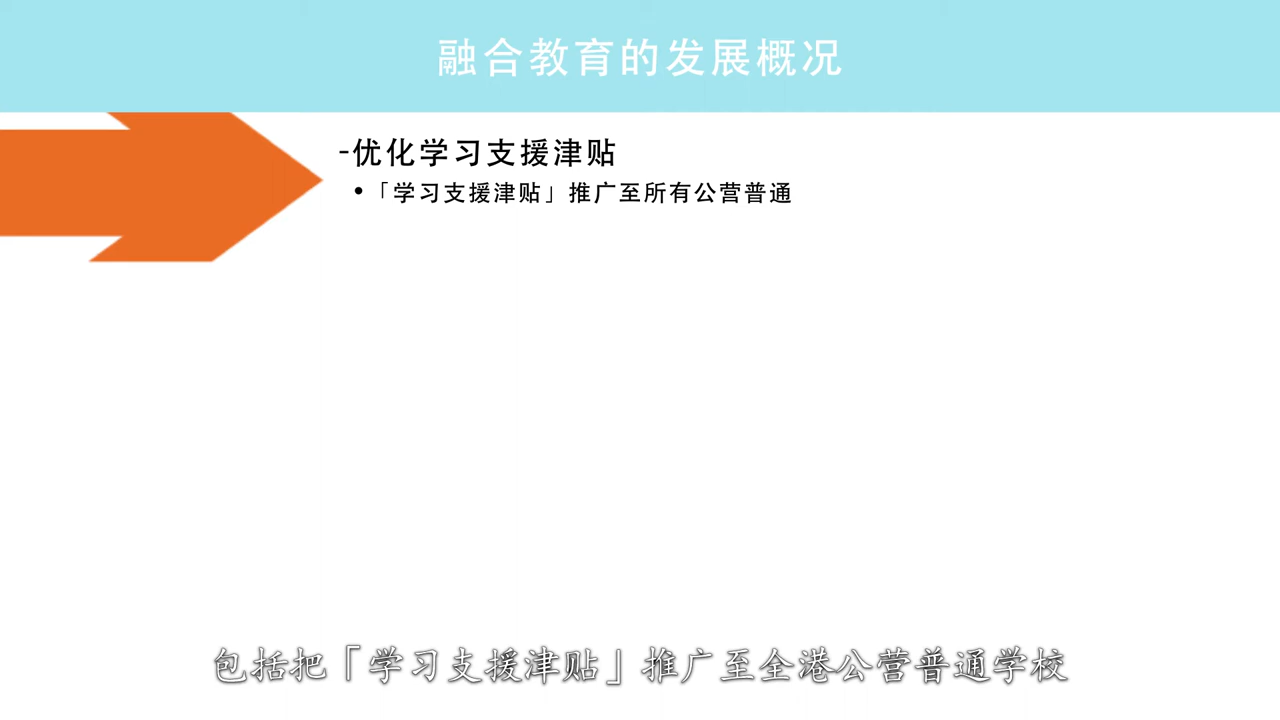 融合教育的发展概况
-优化学习支援津贴
•「学习支援津贴」推广至所有公营普通
包括把「学习支援津贴」推广至全港公营普通学校